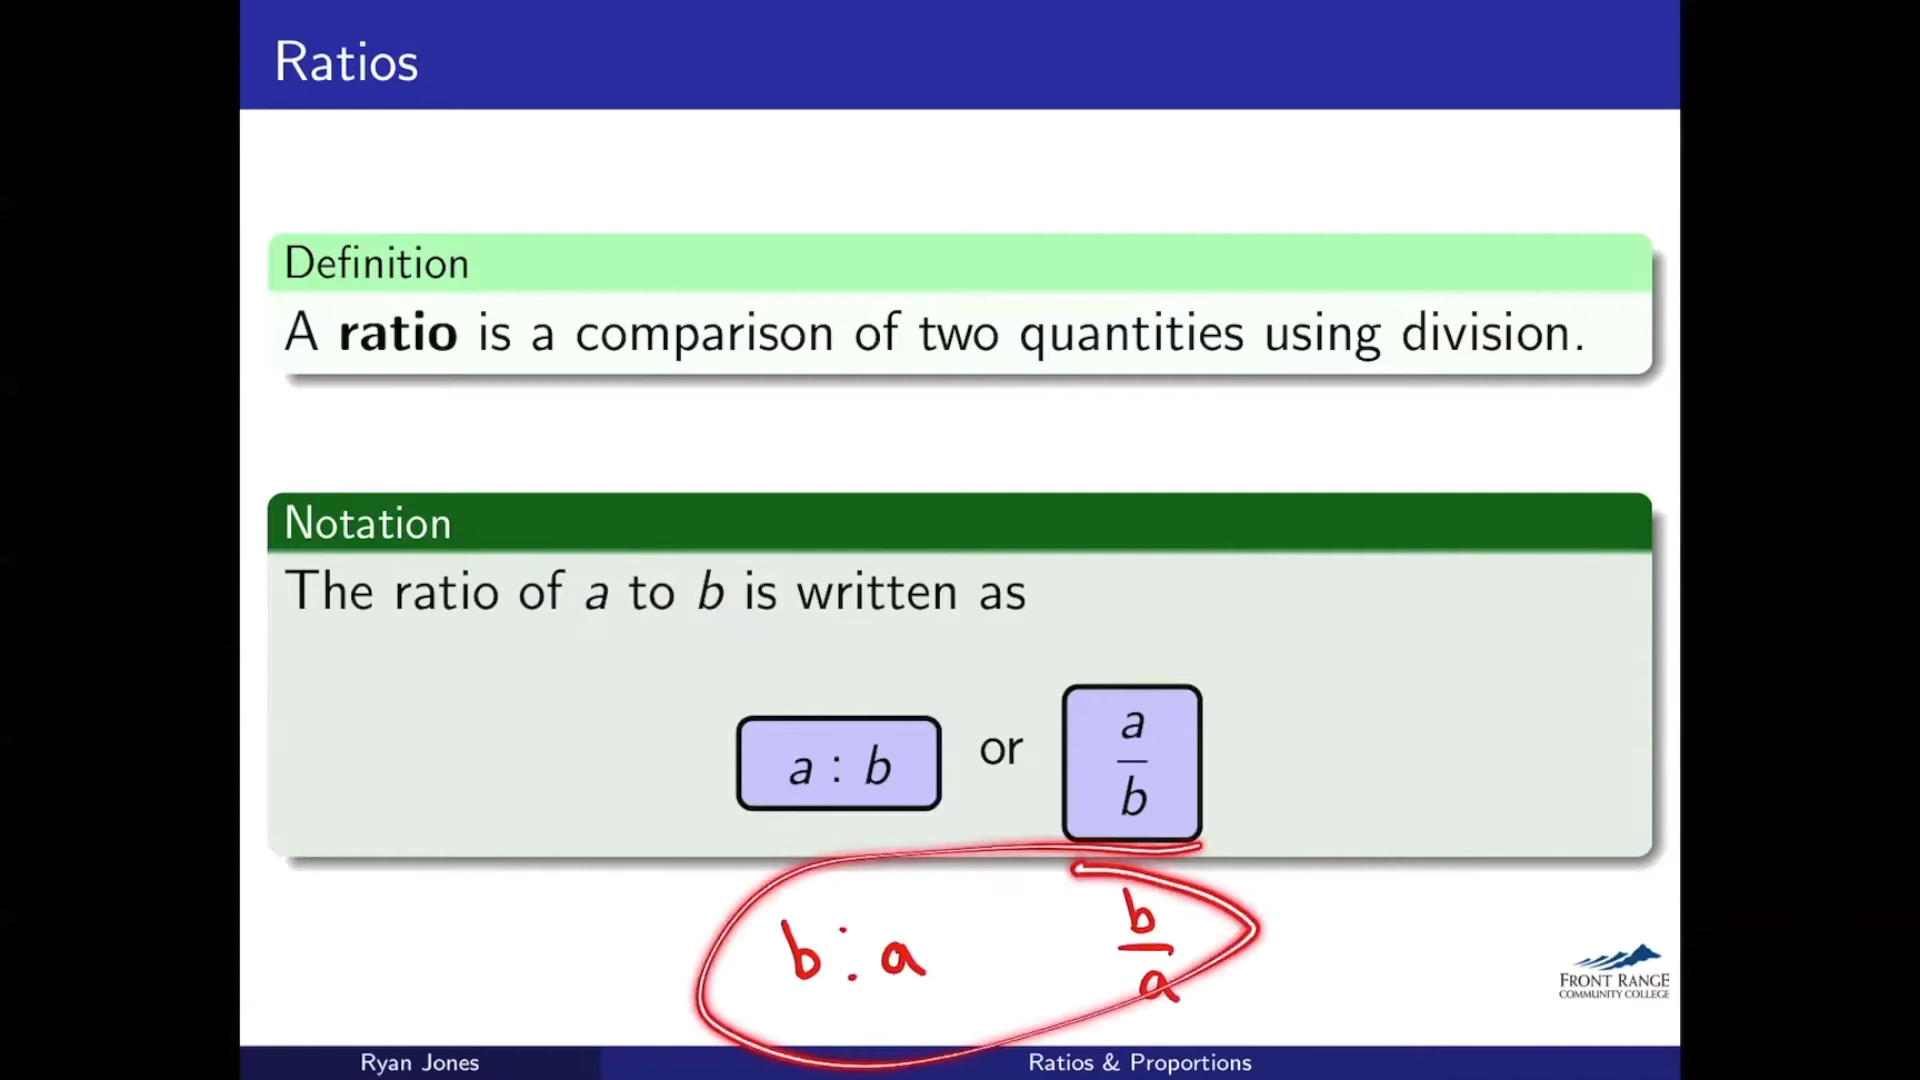 Ratios
Definition
A ratio is a comparison of two quantities using division.
Notation
The ratio of a to b is written as
a : b or a/b
b : a b/a
FRONT RANGE
COMMUNITY COLLEGE
Ryan Jones Ratios & Proportions